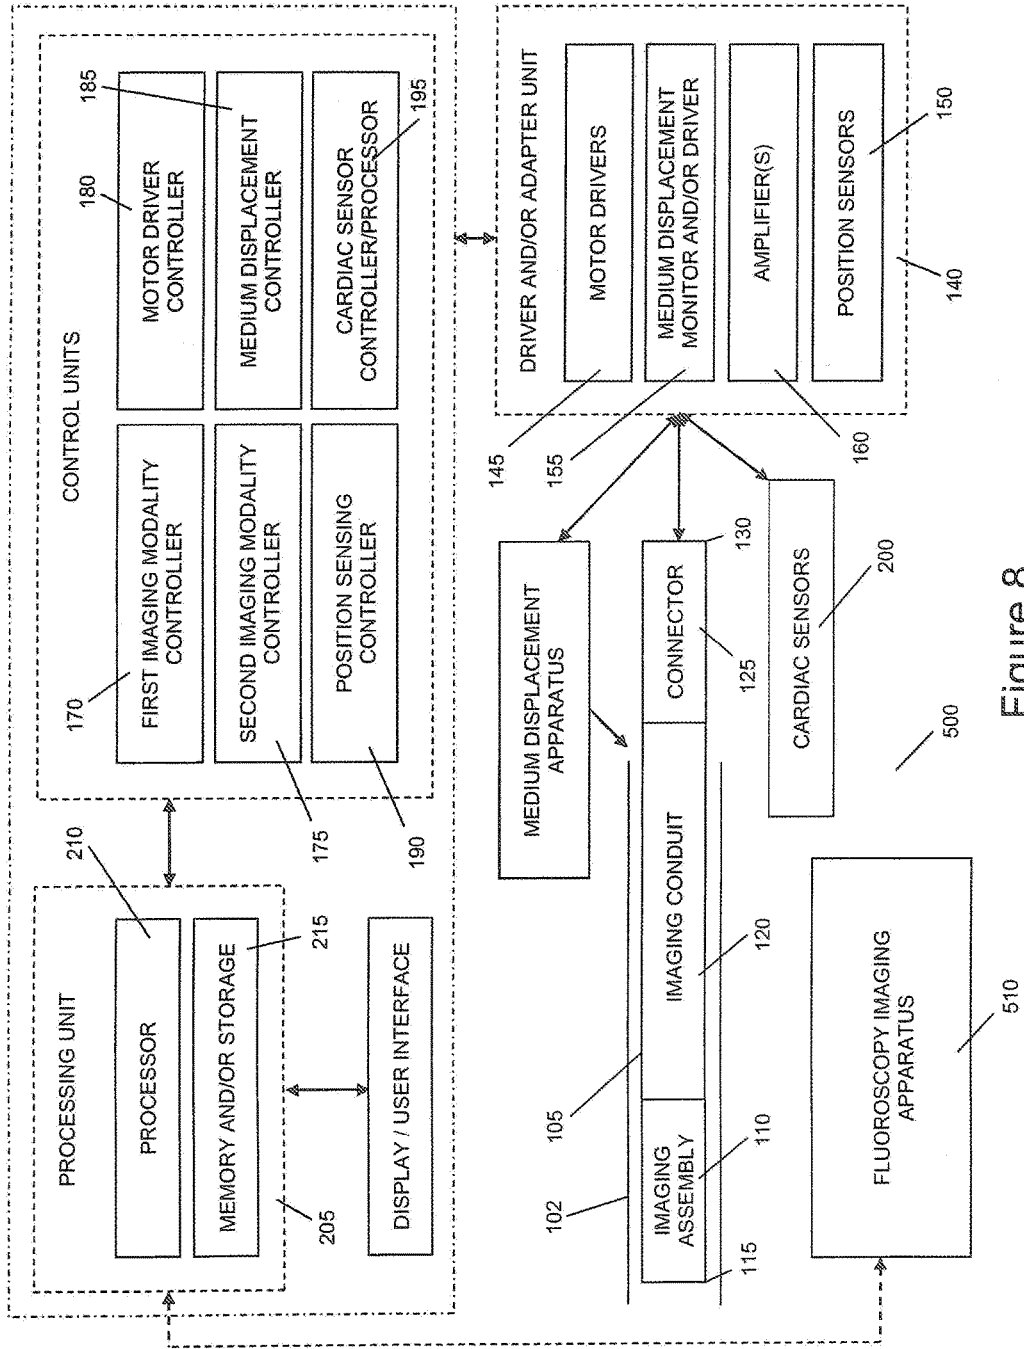 PROCESSING UNIT
210
PROCESSOR
MEMORY AND/OR STORAGE
215
205
DISPLAY / USER INTERFACE
CONTROL UNITS
170
FIRST IMAGING MODALITY
CONTROLLER
180
MOTOR DRIVER
CONTROLLER
185
SECOND IMAGING MODALITY
CONTROLLER
175
MEDIUM DISPLACEMENT
CONTROLLER
POSITION SENSING
CONTROLLER
190
CARDIAC SENSOR
CONTROLLER/PROCESSOR
195
DRIVER AND/OR ADAPTER UNIT
145
MOTOR DRIVERS
155
MEDIUM DISPLACEMENT
MONITOR AND/OR DRIVER
AMPLIFIER(S)
160
POSITION SENSORS
150
140
MEDIUM DISPLACEMENT
APPARATUS
102
105
IMAGING
ASSEMBLY
IMAGING CONDUIT
CONNECTOR
130
115
110
120
125
CARDIAC SENSORS
200
FLUOROSCOPY IMAGING
APPARATUS
510
500
Figure 8